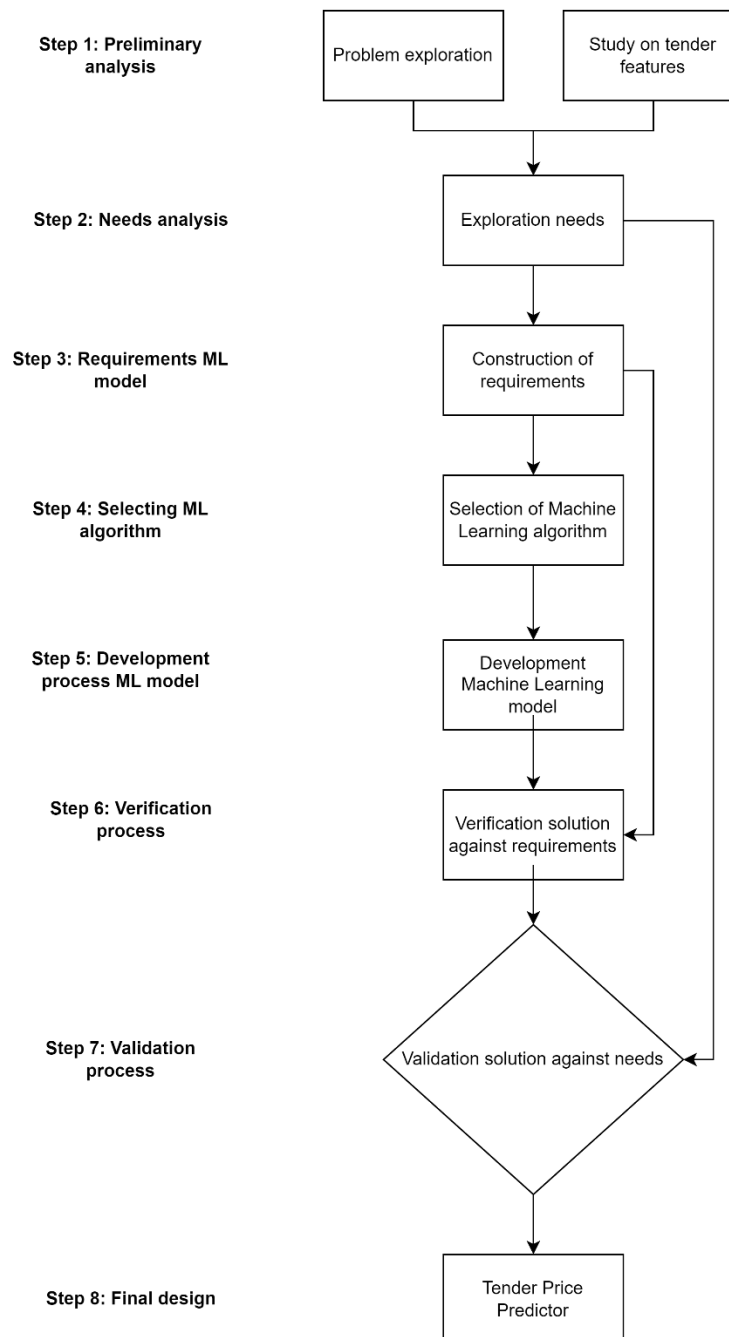 Step 1: Preliminary
analysis
Problem exploration
Study on tender
features
Step 2: Needs analysis
Exploration needs
Step 3: Requirements ML
model
Construction of
requirements
Step 4: Selecting ML
algorithm
Selection of Machine
Learning algorithm
Step 5: Development
process ML model
Development
Machine Learning
model
Step 6: Verification
process
Verification solution
against requirements
Step 7: Validation
process
Validation solution against needs
Step 8: Final design
Tender Price
Predictor